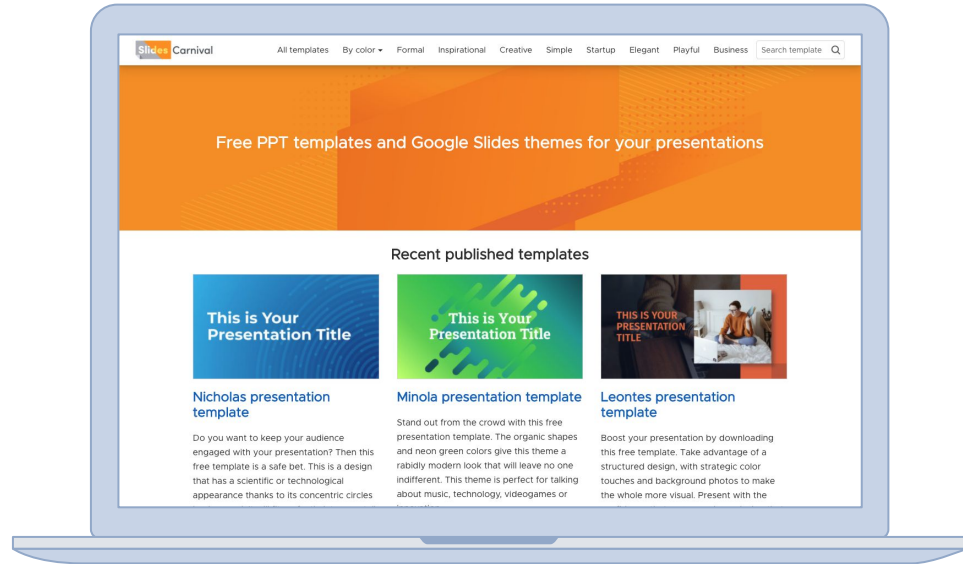 Slides Carnival
All templates By color Formal Inspirational Creative Simple Startup Elegant Playful Business Search template
Free PPT templates and Google Slides themes for your presentations
Recent published templates
This is Your
Presentation Title
Nicholas presentation
template
Do you want to keep your audience
engaged with your presentation? Then this
free template is a safe bet. This is a design
that has a scientific or technological
appearance thanks to its concentric circles
This is Your
Presentation Title
Minola presentation template
Stand out from the crowd with this free
presentation template. The organic shapes
and neon green colors give this theme a
rabidly modern look that will leave no one
indifferent. This theme is perfect for talking
about music, technology, videogames or
THIS IS YOUR
PRESENTATION
TITLE
Leontes presentation
template
Boost your presentation by downloading
this free template. Take advantage of a
structured design, with strategic color
touches and background photos to make
the whole more visual. Present with the